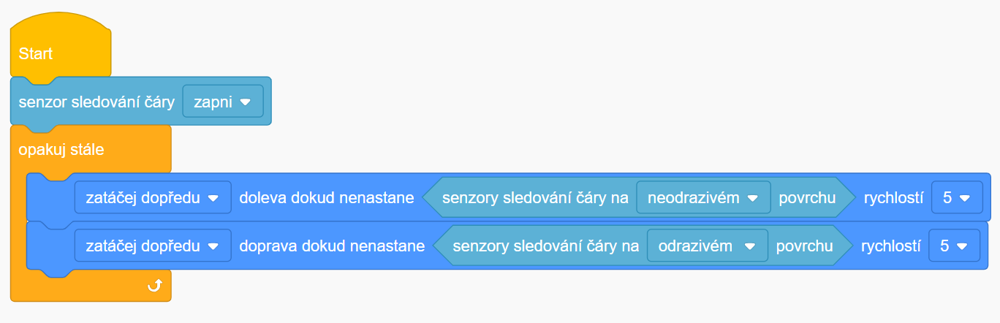 Start
senzor sledování čáry zapni
opakuj stále
zatáčej dopředu doleva dokud nenastane senzory sledování čáry na neodrazivém povrchu rychlostí 5
zatáčej dopředu doprava dokud nenastane senzory sledování čáry na odrazivém povrchu rychlostí 5